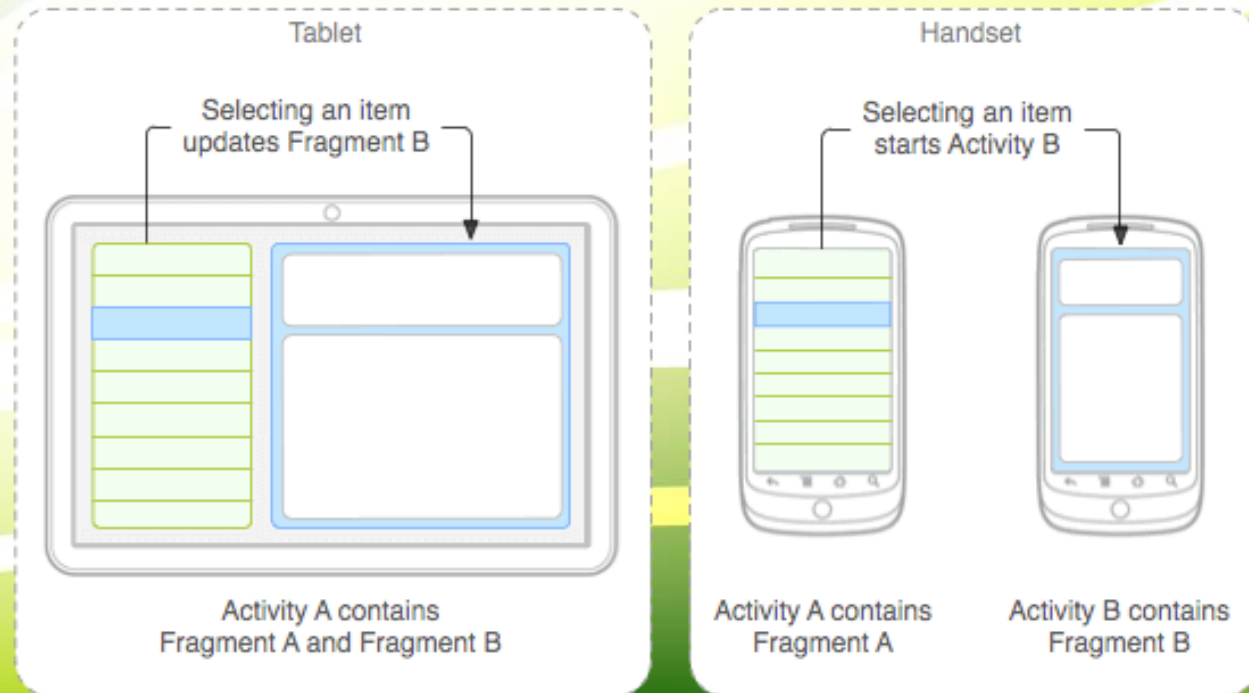 Tablet
Selecting an item
updates Fragment B
Activity A contains
Fragment A and Fragment B
Handset
Selecting an item
starts Activity B
Activity A contains
Fragment A
Activity B contains
Fragment B